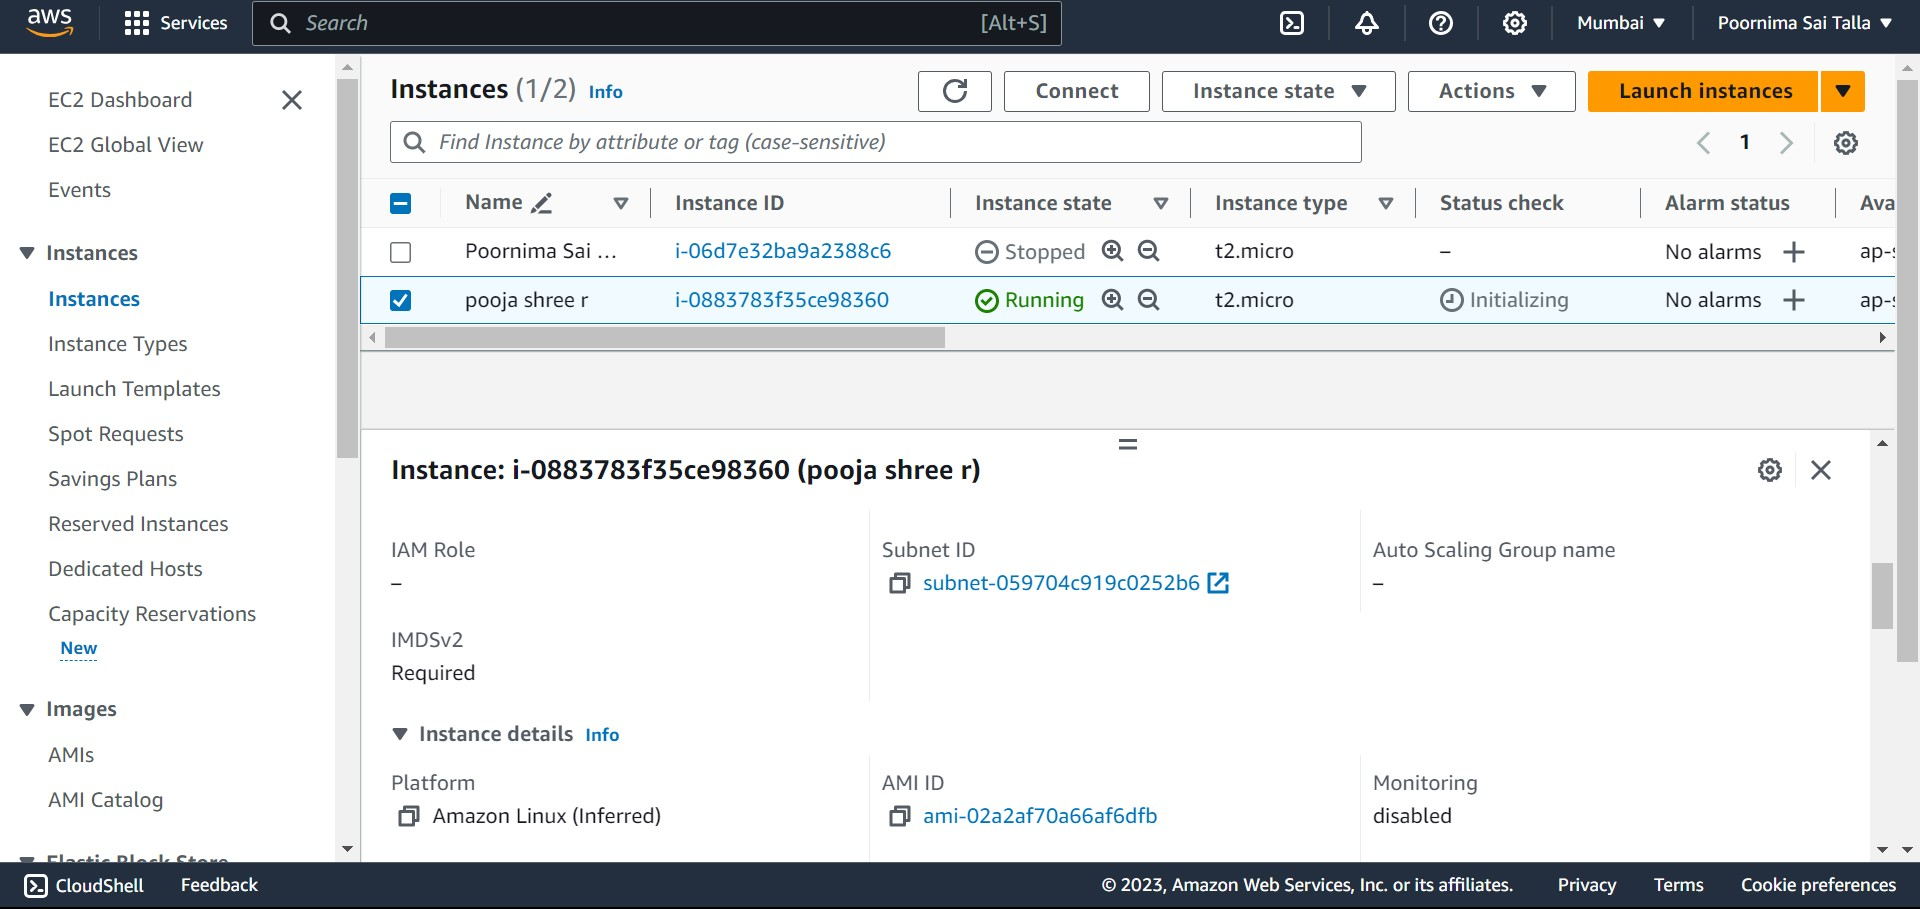 aws Services Search [Alt+S] Mumbai Poornima Sai Talla
EC2 Dashboard
EC2 Global View
Events
Instances
Instances
Instance Types
Launch Templates
Spot Requests
Savings Plans
Reserved Instances
Dedicated Hosts
Capacity Reservations
New
Images
AMIs
AMI Catalog
Elastic Block Store
Instances (1/2) Info Connect Instance state Actions Launch instances
Find Instance by attribute or tag (case-sensitive) 1
Name Instance ID Instance state Instance type Status check Alarm status Ava
Poornima Sai ... i-06d7e32ba9a2388c6 Stopped t2.micro – No alarms ap-s
pooja shree r i-0883783f35ce98360 Running t2.micro Initializing No alarms ap-s
Instance: i-0883783f35ce98360 (pooja shree r)
IAM Role Subnet ID Auto Scaling Group name
– subnet-059704c919c0252b6 –
IMDSv2
Required
Instance details Info
Platform AMI ID Monitoring
Amazon Linux (Inferred) ami-02a2af70a66af6dfb disabled
CloudShell Feedback © 2023, Amazon Web Services, Inc. or its affiliates. Privacy Terms Cookie preferences